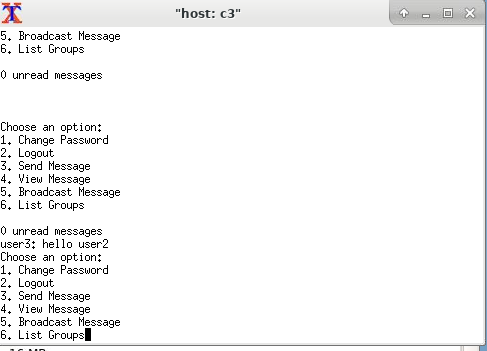 "host: c3"
5. Broadcast Message
6. List Groups
0 unread messages
Choose an option:
1. Change Password
2. Logout
3. Send Message
4. View Message
5. Broadcast Message
6. List Groups
0 unread messages
user3: hello user2
Choose an option:
1. Change Password
2. Logout
3. Send Message
4. View Message
5. Broadcast Message
6. List Groups